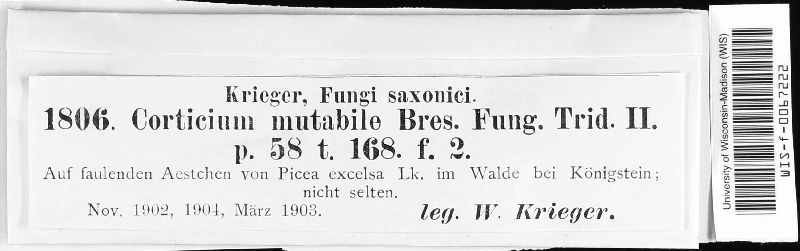 Krieger, Fungi saxonici.
1806. Corticium mutabile Bres. Fung. Trid. II.
p. 58 t. 168. f. 2.
Auf faulenden Aestchen von Picea excelsa Lk. im Walde bei Königstein;
nicht selten.
Nov. 1902, 1904, März 1903.
leg. W. Krieger.
University of Wisconsin-Madison (WIS)
WIS-f-0067222